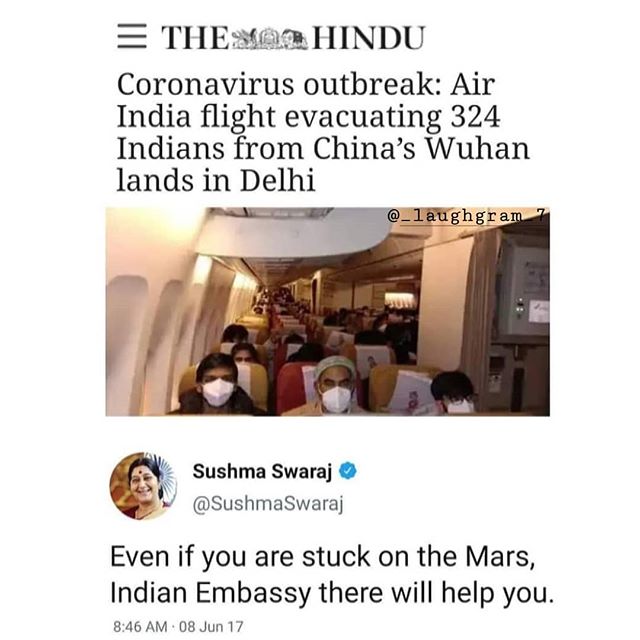 THE HINDU
Coronavirus outbreak: Air
India flight evacuating 324
Indians from China’s Wuhan
lands in Delhi
@_laughgram_7
Sushma Swaraj
@SushmaSwaraj
Even if you are stuck on the Mars,
Indian Embassy there will help you.
8:46 AM · 08 Jun 17